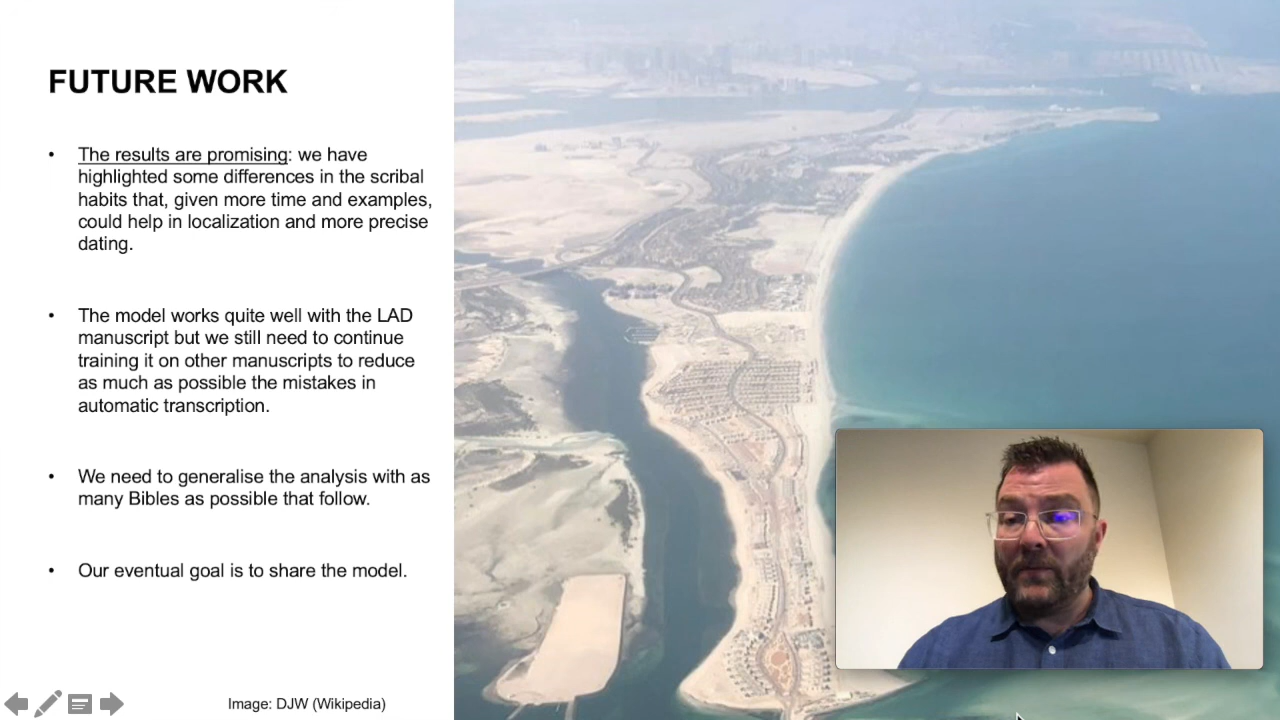 FUTURE WORK
• The results are promising: we have
highlighted some differences in the scribal
habits that, given more time and examples,
could help in localization and more precise
dating.
• The model works quite well with the LAD
manuscript but we still need to continue
training it on other manuscripts to reduce
as much as possible the mistakes in
automatic transcription.
• We need to generalise the analysis with as
many Bibles as possible that follow.
• Our eventual goal is to share the model.
Image: DJW (Wikipedia)